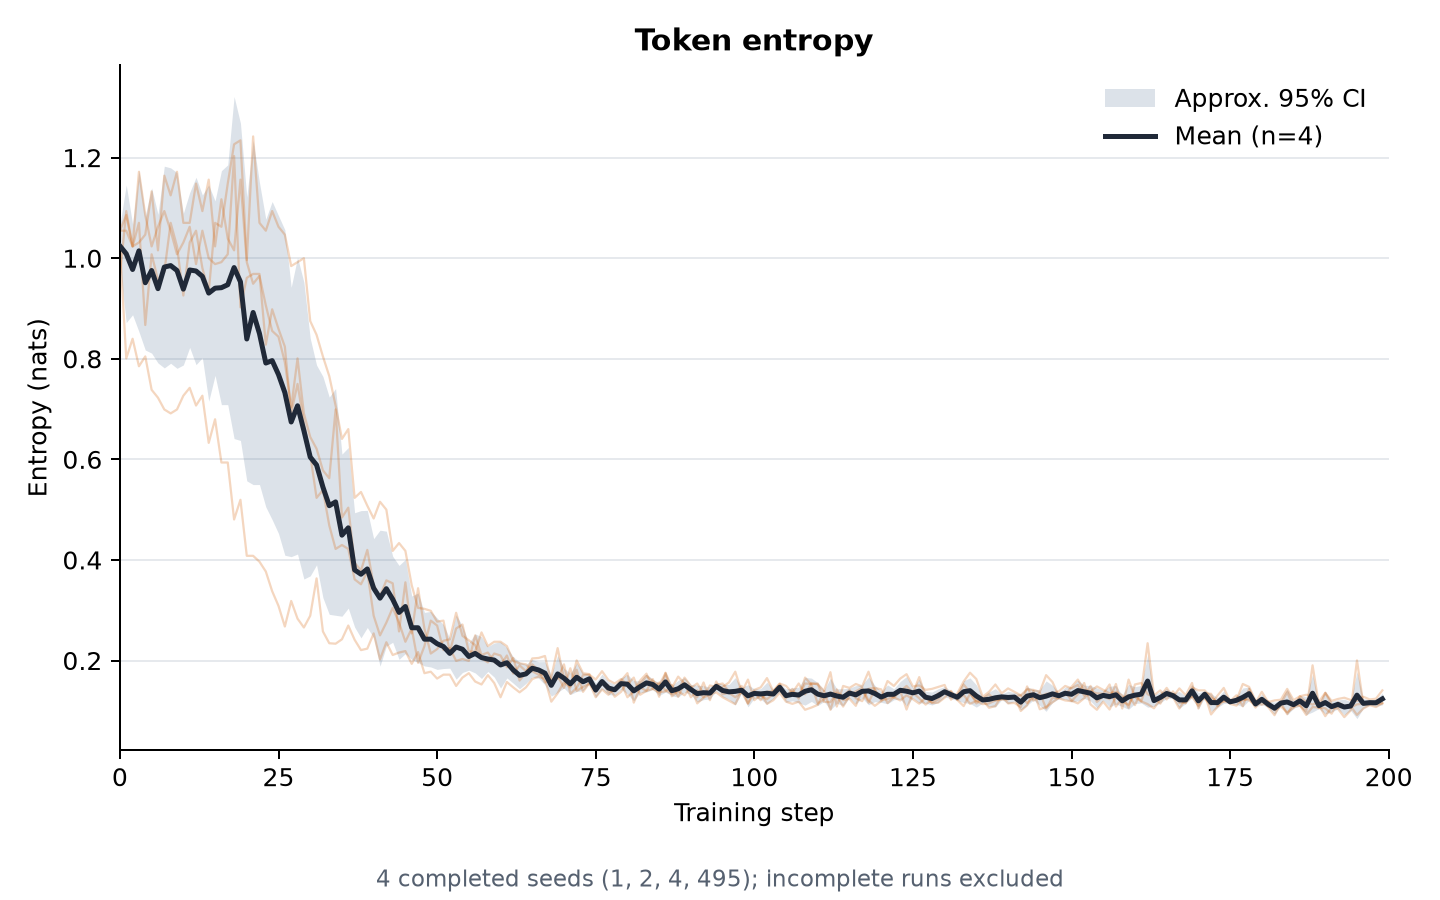 Token entropy
Approx. 95% CI
Mean (n=4)
Entropy (nats)
1.2
1.0
0.8
0.6
0.4
0.2
0 25 50 75 100 125 150 175 200
Training step
4 completed seeds (1, 2, 4, 495); incomplete runs excluded